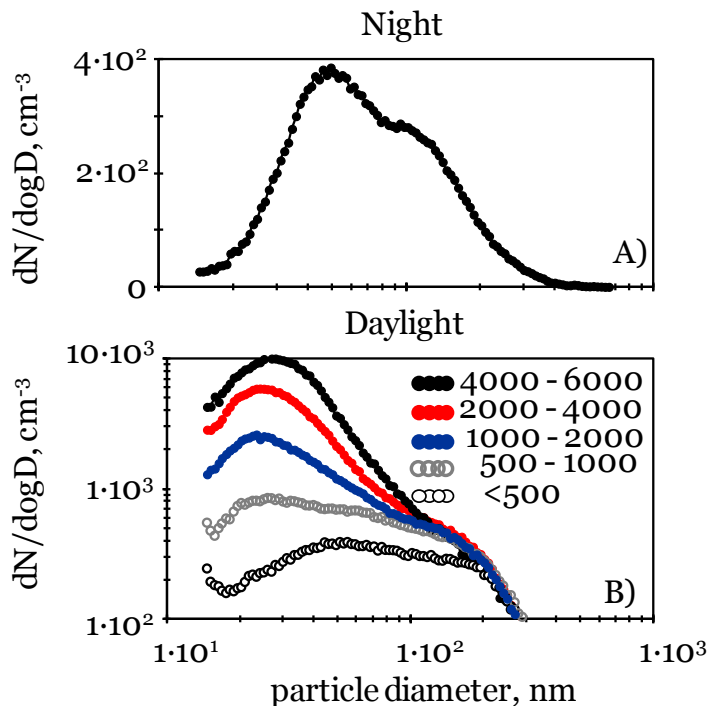 Night
dN/dogD, cm⁻³
4·10²
2·10²
0
A)
Daylight
dN/dogD, cm⁻³
10·10³
1·10³
1·10²
4000 - 6000
2000 - 4000
1000 - 2000
500 - 1000
<500
B)
1·10¹ 1·10² 1·10³
particle diameter, nm